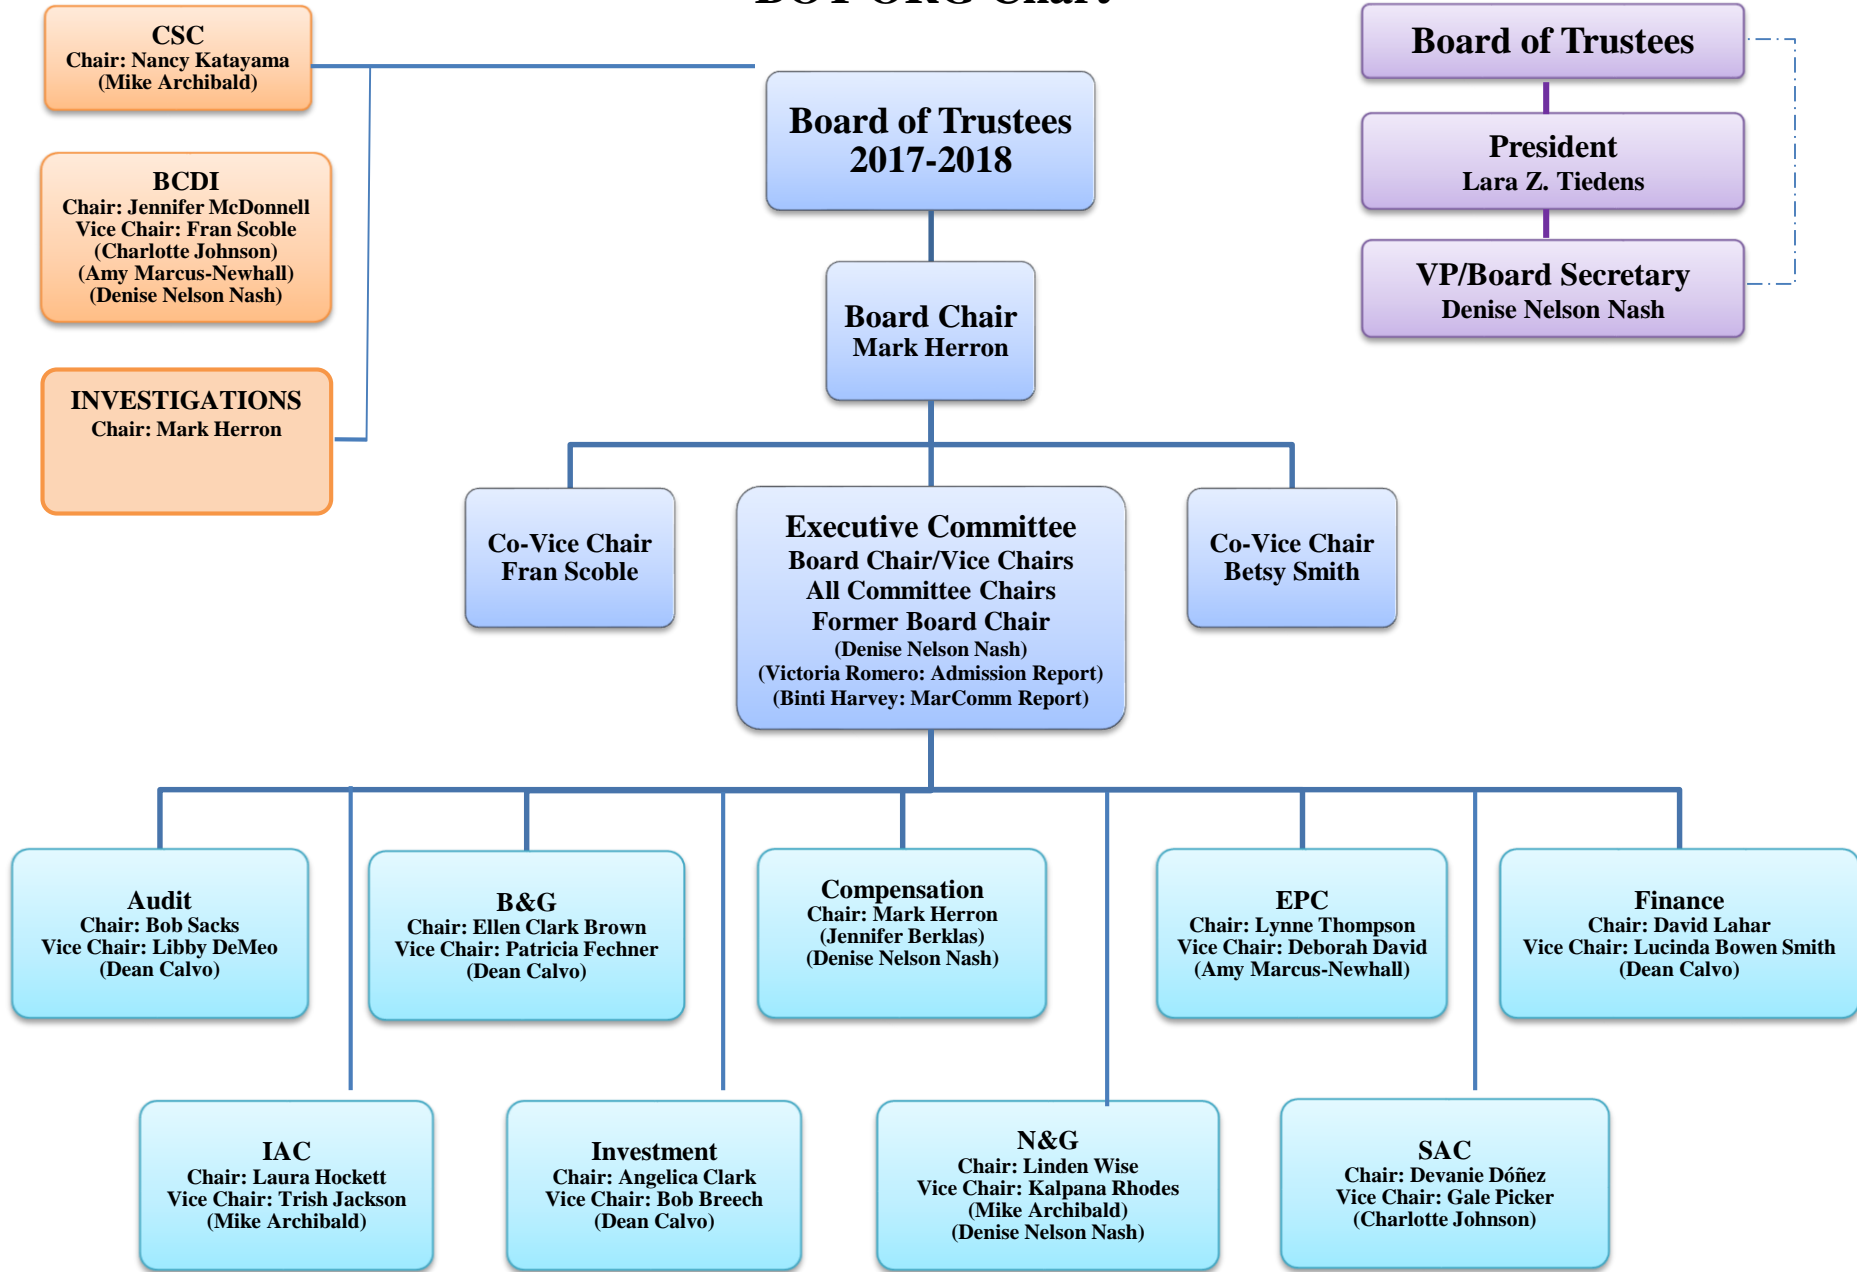 BOT ORG Chart
CSC
Chair: Nancy Katayama
(Mike Archibald)
BCDI
Chair: Jennifer McDonnell
Vice Chair: Fran Scoble
(Charlotte Johnson)
(Amy Marcus-Newhall)
(Denise Nelson Nash)
INVESTIGATIONS
Chair: Mark Herron
Board of Trustees
2017-2018
Board Chair
Mark Herron
Board of Trustees
President
Lara Z. Tiedens
VP/Board Secretary
Denise Nelson Nash
Co-Vice Chair
Fran Scoble
Executive Committee
Board Chair/Vice Chairs
All Committee Chairs
Former Board Chair
(Denise Nelson Nash)
(Victoria Romero: Admission Report)
(Binti Harvey: MarComm Report)
Co-Vice Chair
Betsy Smith
Audit
Chair: Bob Sacks
Vice Chair: Libby DeMeo
(Dean Calvo)
B&G
Chair: Ellen Clark Brown
Vice Chair: Patricia Fechner
(Dean Calvo)
Compensation
Chair: Mark Herron
(Jennifer Berklas)
(Denise Nelson Nash)
EPC
Chair: Lynne Thompson
Vice Chair: Deborah David
(Amy Marcus-Newhall)
Finance
Chair: David Lahar
Vice Chair: Lucinda Bowen Smith
(Dean Calvo)
IAC
Chair: Laura Hockett
Vice Chair: Trish Jackson
(Mike Archibald)
Investment
Chair: Angelica Clark
Vice Chair: Bob Breech
(Dean Calvo)
N&G
Chair: Linden Wise
Vice Chair: Kalpana Rhodes
(Mike Archibald)
(Denise Nelson Nash)
SAC
Chair: Devanie Dóñez
Vice Chair: Gale Picker
(Charlotte Johnson)